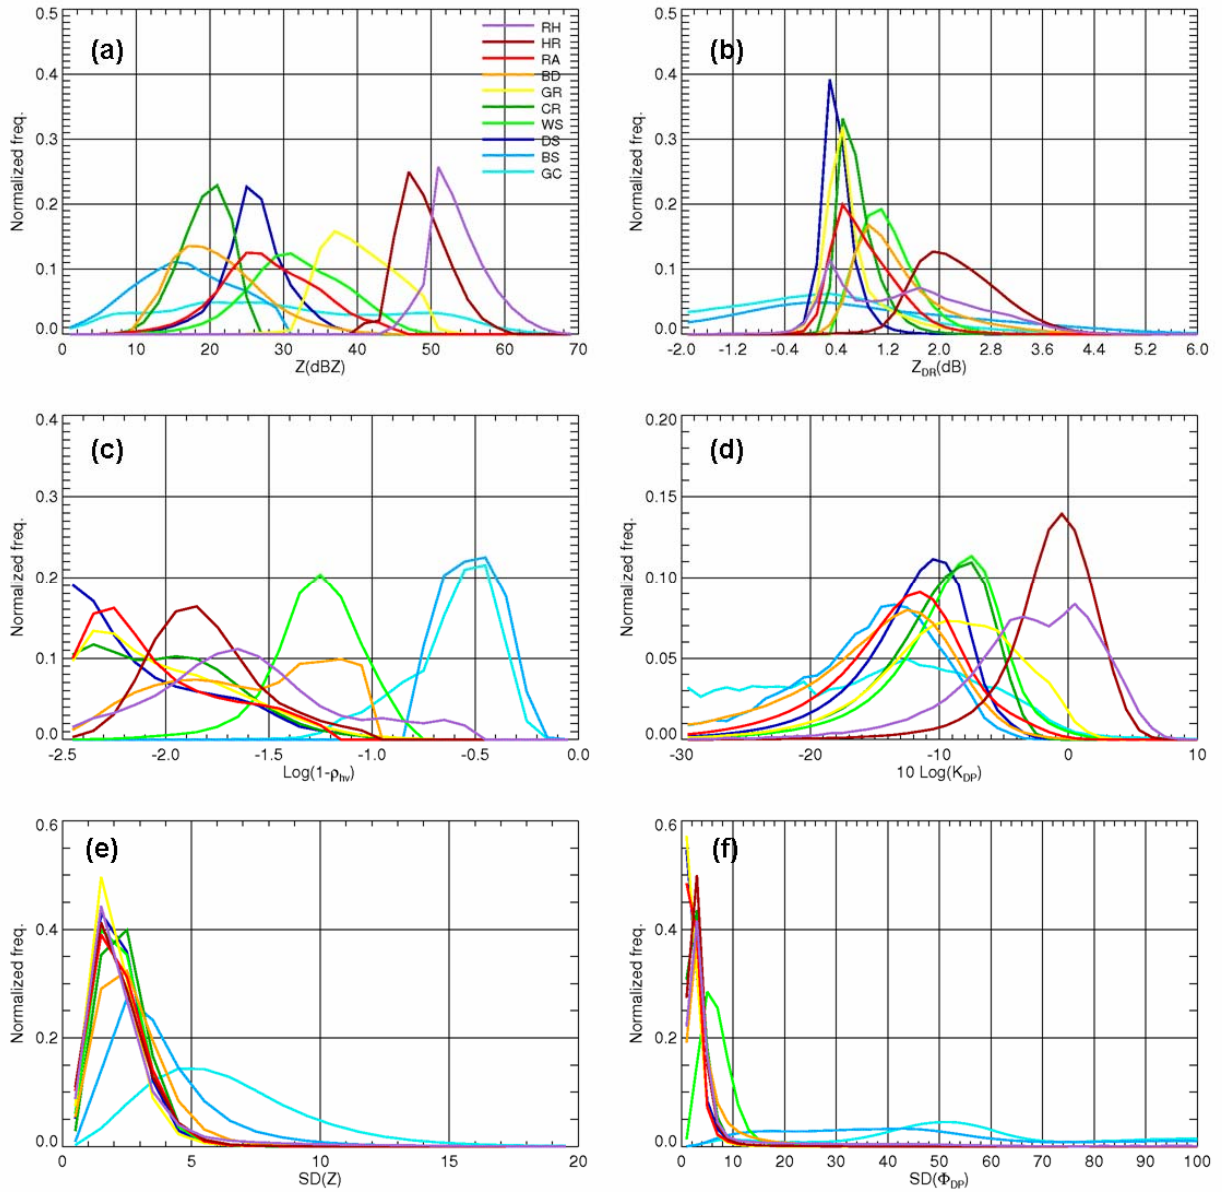 (a)
0.5
0.4
0.3
0.2
0.1
0.0
Normalized freq.
RH
HR
RA
BD
GR
CR
WS
DS
BS
GC
0 10 20 30 40 50 60 70
Z(dBZ)
(b)
0.5
0.4
0.3
0.2
0.1
0.0
Normalized freq.
-2.0 -1.2 -0.4 0.4 1.2 2.0 2.8 3.6 4.4 5.2 6.0
ZDR(dB)
(c)
0.4
0.3
0.2
0.1
0.0
Normalized freq.
-2.5 -2.0 -1.5 -1.0 -0.5 0.0
Log(1-ρhv)
(d)
0.20
0.15
0.10
0.05
0.00
Normalized freq.
-30 -20 -10 0 10
10 Log(KDP)
(e)
0.6
0.4
0.2
0.0
Normalized freq.
0 5 10 15 20
SD(Z)
(f)
0.6
0.4
0.2
0.0
Normalized freq.
0 10 20 30 40 50 60 70 80 90 100
SD(ΦDP)